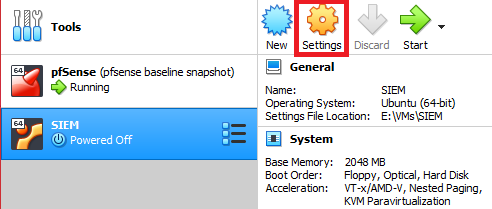 Tools
New Settings Discard Start
64
pfSense (pfsense baseline snapshot)
Running
64
SIEM
Powered Off
General
Name: SIEM
Operating System: Ubuntu (64-bit)
Settings File Location: E:\VMs\SIEM
System
Base Memory: 2048 MB
Boot Order: Floppy, Optical, Hard Disk
Acceleration: VT-x/AMD-V, Nested Paging,
KVM Paravirtualization